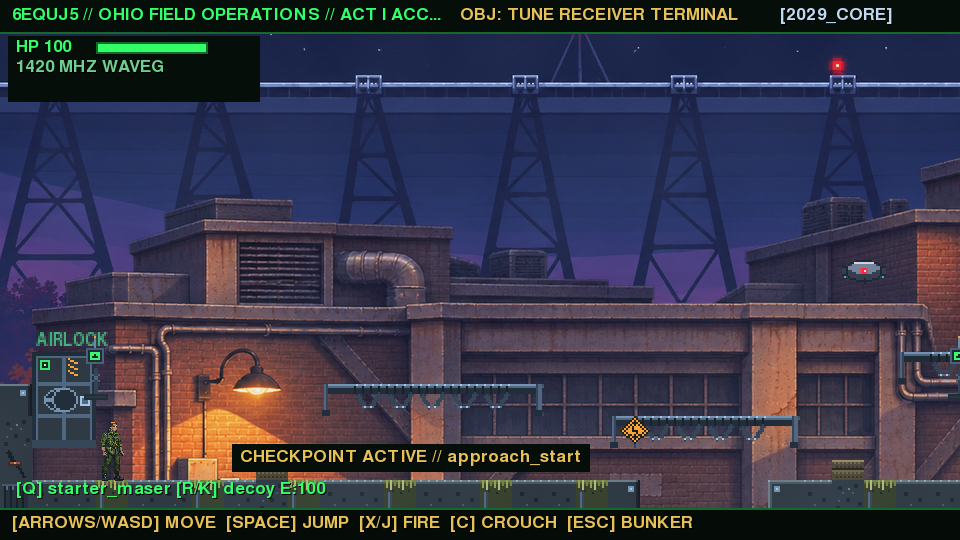 6EQUJ5 // OHIO FIELD OPERATIONS // ACT I ACC... OBJ: TUNE RECEIVER TERMINAL [2029_CORE]
HP 100
1420 MHZ WAVEG
AIRLOCK
CHECKPOINT ACTIVE // approach_start
[Q] starter_maser [R/K] decoy E:100
[ARROWS/WASD] MOVE [SPACE] JUMP [X/J] FIRE [C] CROUCH [ESC] BUNKER